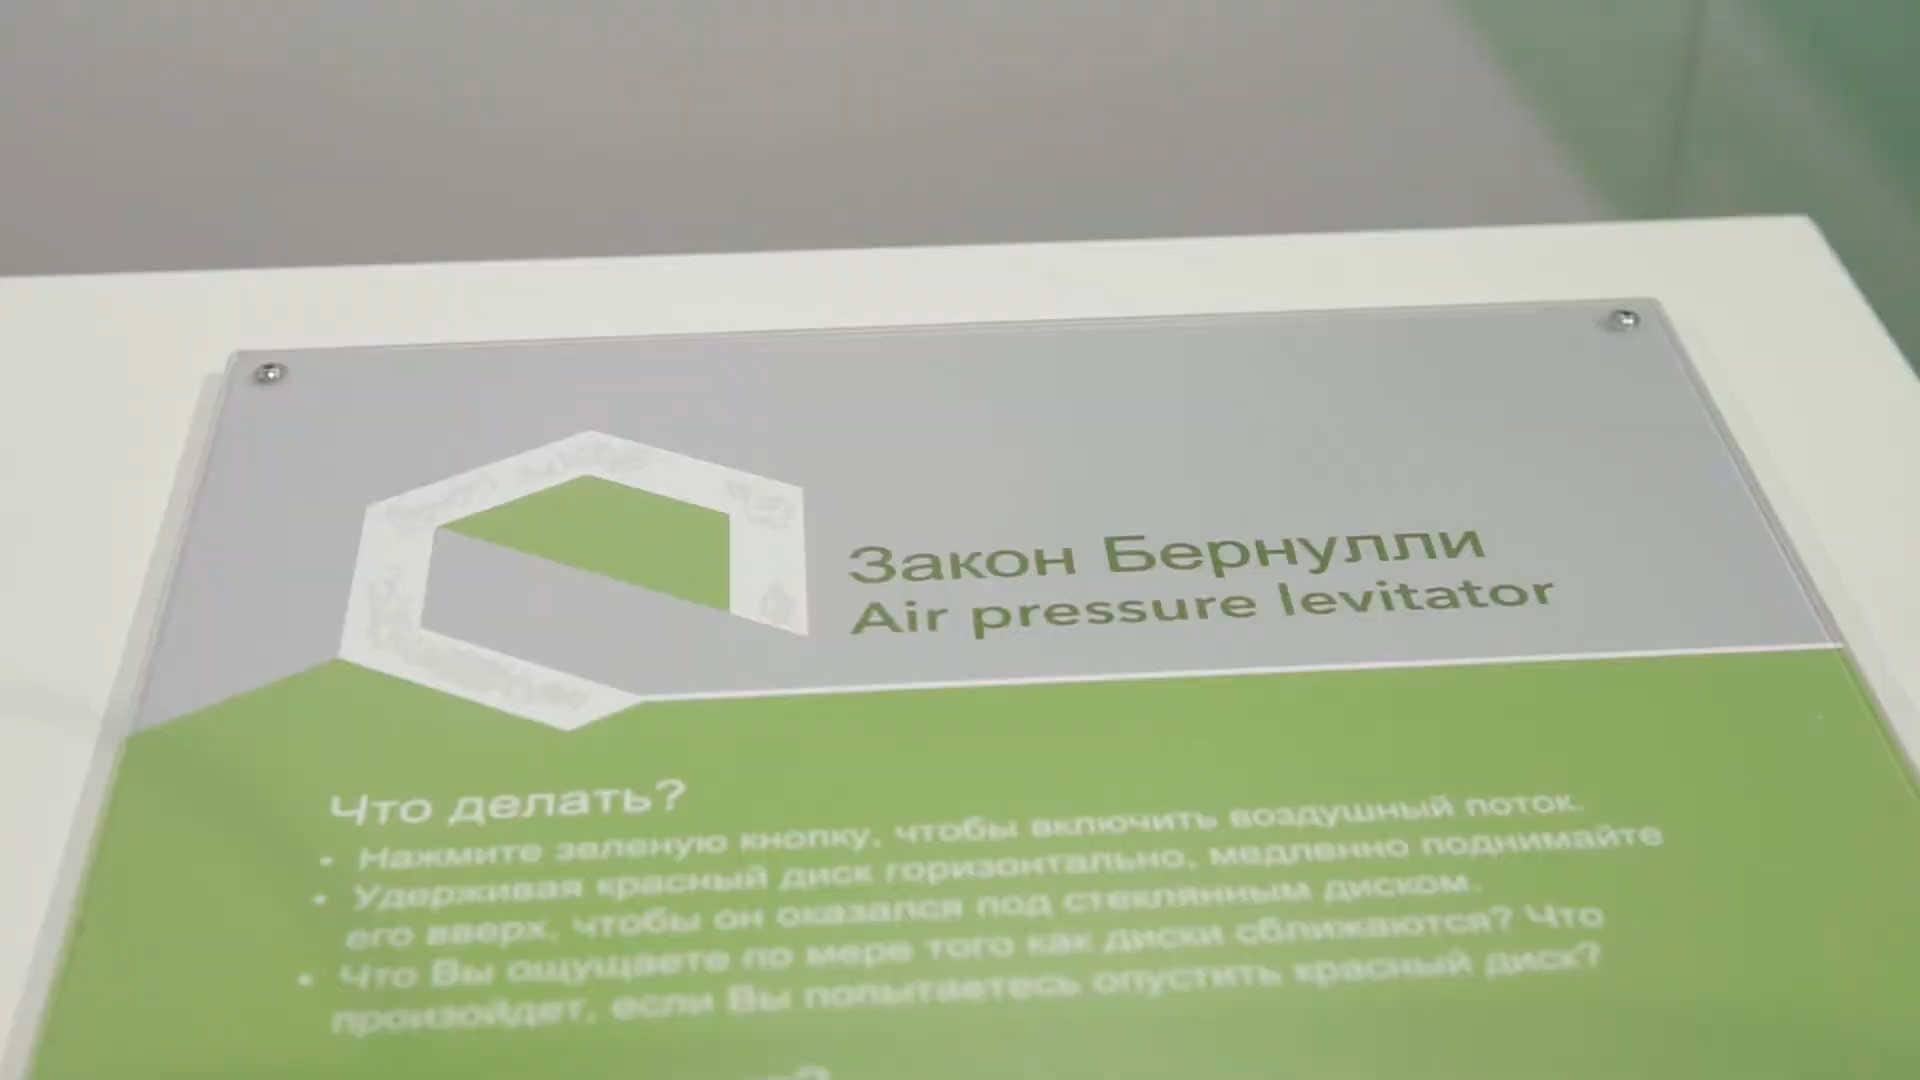 Закон Бернулли
Air pressure levitator
Что делать?
• Нажмите зеленую кнопку, чтобы включить воздушный поток.
• Удерживая красный диск горизонтально, медленно поднимайте
его вверх, чтобы он оказался под стеклянным диском.
• Что Вы ощущаете по мере того как диски сближаются? Что
произойдет, если Вы попытаетесь опустить красный диск?